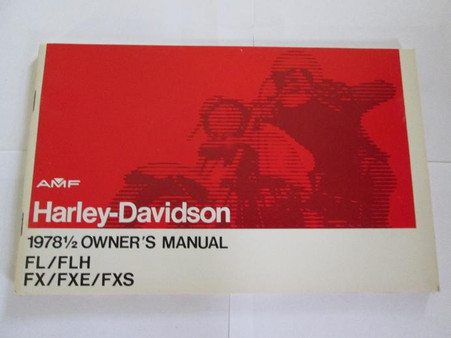 AMF
Harley-Davidson
1978½ OWNER'S MANUAL
FL/FLH
FX/FXE/FXS